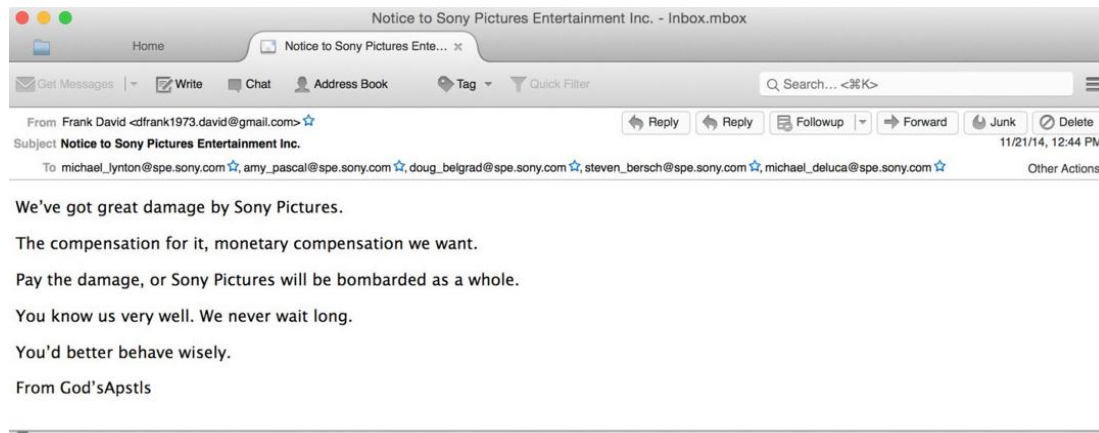 Notice to Sony Pictures Entertainment Inc. - Inbox.mbox
Home Notice to Sony Pictures Ente... ×
Get Messages Write Chat Address Book Tag Quick Filter Search... <⌘K>
From Frank David <dfrank1973.david@gmail.com> Reply Reply Followup Forward Junk Delete
Subject Notice to Sony Pictures Entertainment Inc. 11/21/14, 12:44 PM
To michael_lynton@spe.sony.com, amy_pascal@spe.sony.com, doug_belgrad@spe.sony.com, steven_bersch@spe.sony.com, michael_deluca@spe.sony.com Other Actions
We've got great damage by Sony Pictures.
The compensation for it, monetary compensation we want.
Pay the damage, or Sony Pictures will be bombarded as a whole.
You know us very well. We never wait long.
You'd better behave wisely.
From God'sApstls